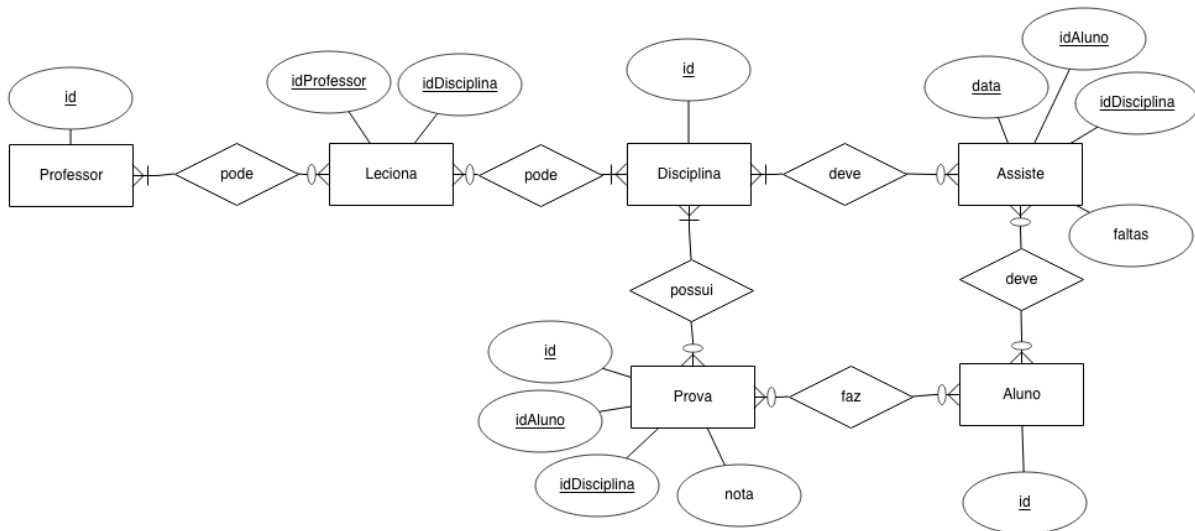 idAluno
id
idProfessor
idDisciplina
id
data
idDisciplina
Professor
pode
Leciona
pode
Disciplina
deve
Assiste
faltas
possui
deve
id
idAluno
Prova
faz
Aluno
idDisciplina
nota
id